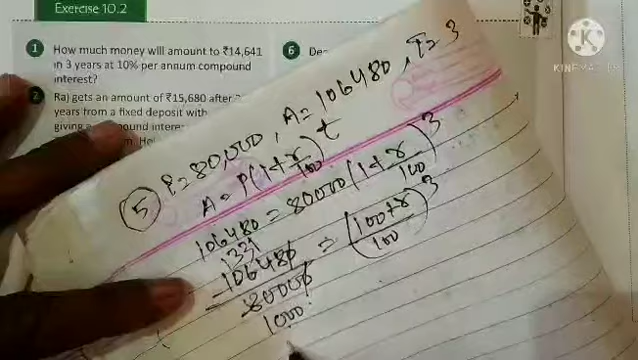 Exercise 10.2
1 How much money will amount to ₹14,641
in 3 years at 10% per annum compound
interest?
6 De
2 Raj gets an amount of ₹15,680 after
years from a fixed deposit with
KINEMASTER
5 P=80,000, A=106480, T=3
A=P(1+r/100)^t
106480=80000(1+r/100)^3
1331
106480/80000=(100+r/100)^3
1000